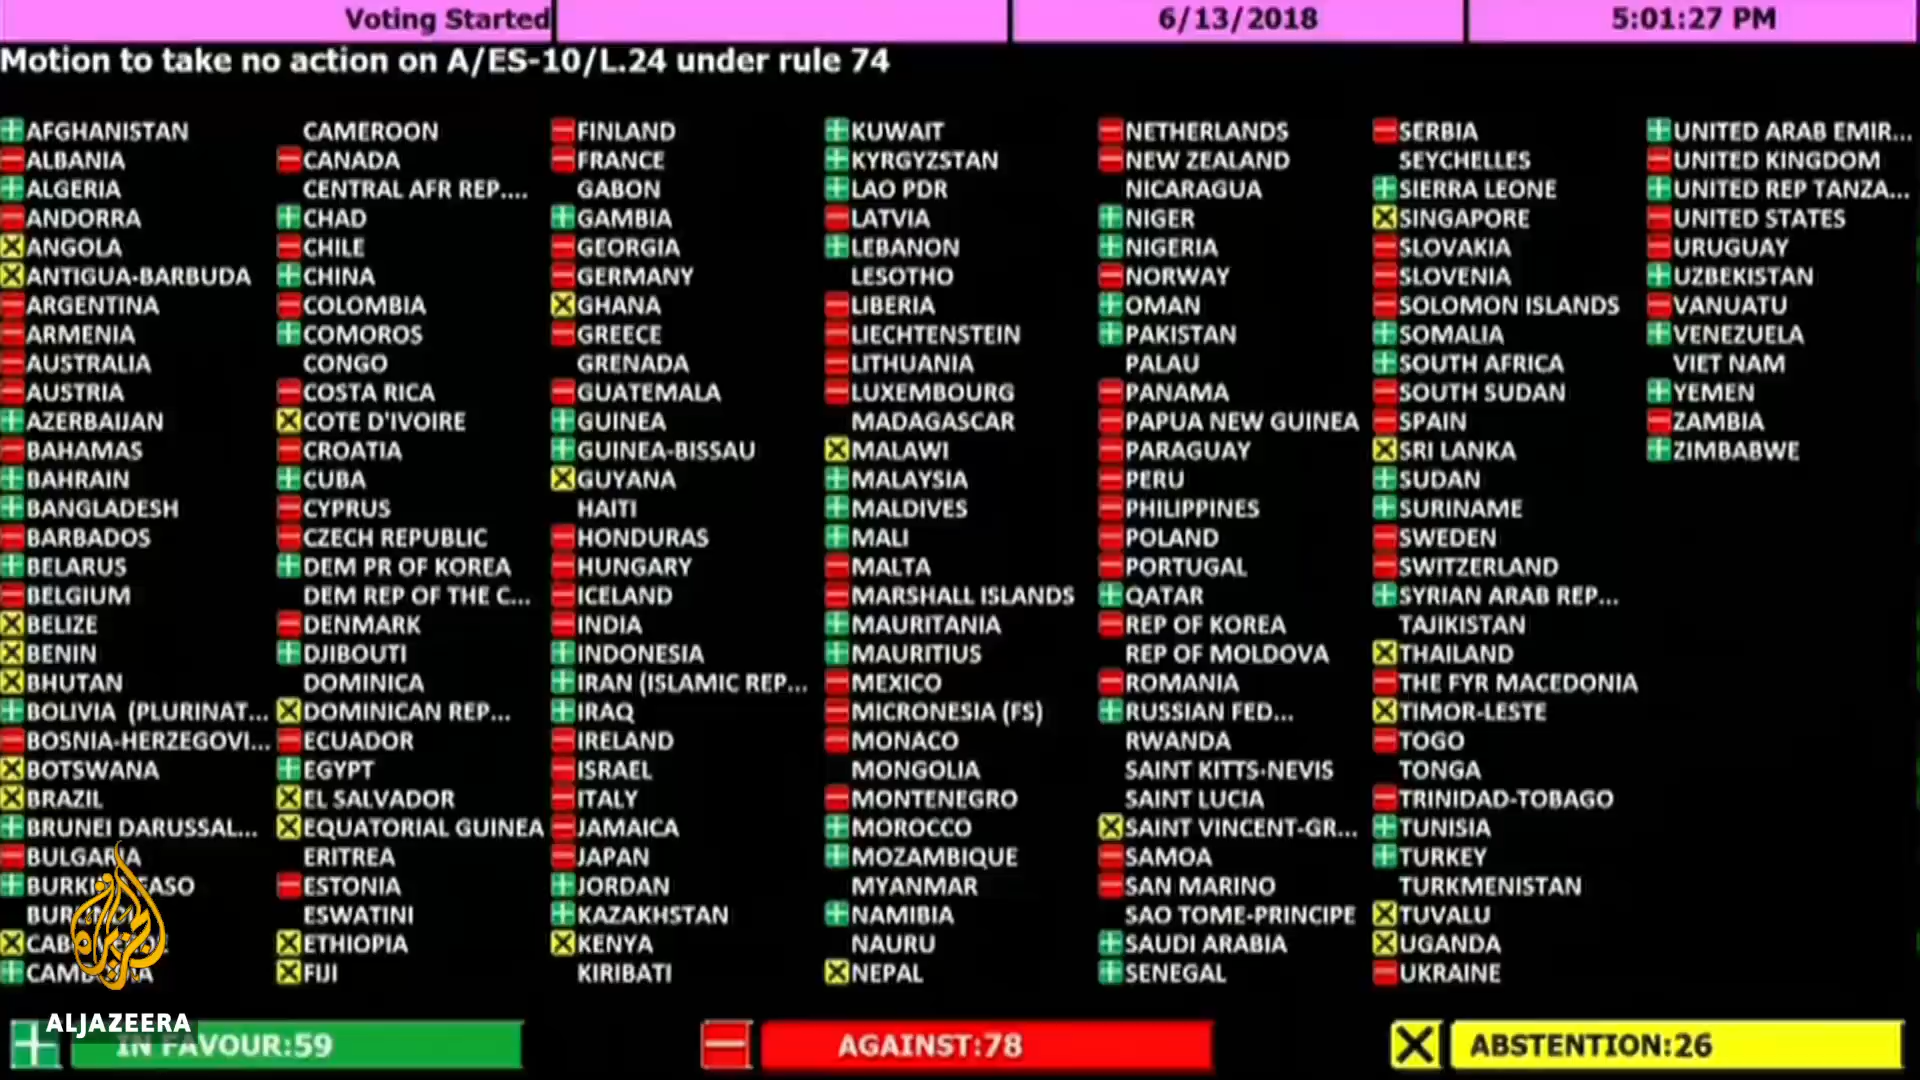 Voting Started 6/13/2018 5:01:27 PM
Motion to take no action on A/ES-10/L.24 under rule 74
AFGHANISTAN
ALBANIA
ALGERIA
ANDORRA
ANGOLA
ANTIGUA-BARBUDA
ARGENTINA
ARMENIA
AUSTRALIA
AUSTRIA
AZERBAIJAN
BAHAMAS
BAHRAIN
BANGLADESH
BARBADOS
BELARUS
BELGIUM
BELIZE
BENIN
BHUTAN
BOLIVIA (PLURINAT...
BOSNIA-HERZEGOVI...
BOTSWANA
BRAZIL
BRUNEI DARUSSAL...
BULGARIA
CAMEROON
CANADA
CENTRAL AFR REP....
CHAD
CHILE
CHINA
COLOMBIA
COMOROS
CONGO
COSTA RICA
COTE D'IVOIRE
CROATIA
CUBA
CYPRUS
CZECH REPUBLIC
DEM PR OF KOREA
DEM REP OF THE C...
DENMARK
DJIBOUTI
DOMINICA
DOMINICAN REP...
ECUADOR
EGYPT
EL SALVADOR
EQUATORIAL GUINEA
ERITREA
ESTONIA
ESWATINI
ETHIOPIA
FIJI
FINLAND
FRANCE
GABON
GAMBIA
GEORGIA
GERMANY
GHANA
GREECE
GRENADA
GUATEMALA
GUINEA
GUINEA-BISSAU
GUYANA
HAITI
HONDURAS
HUNGARY
ICELAND
INDIA
INDONESIA
IRAN (ISLAMIC REP...
IRAQ
IRELAND
ISRAEL
ITALY
JAMAICA
JAPAN
JORDAN
KAZAKHSTAN
KENYA
KIRIBATI
KUWAIT
KYRGYZSTAN
LAO PDR
LATVIA
LEBANON
LESOTHO
LIBERIA
LIECHTENSTEIN
LITHUANIA
LUXEMBOURG
MADAGASCAR
MALAWI
MALAYSIA
MALDIVES
MALI
MALTA
MARSHALL ISLANDS
MAURITANIA
MAURITIUS
MEXICO
MICRONESIA (FS)
MONACO
MONGOLIA
MONTENEGRO
MOROCCO
MOZAMBIQUE
MYANMAR
NAMIBIA
NAURU
NEPAL
NETHERLANDS
NEW ZEALAND
NICARAGUA
NIGER
NIGERIA
NORWAY
OMAN
PAKISTAN
PALAU
PANAMA
PAPUA NEW GUINEA
PARAGUAY
PERU
PHILIPPINES
POLAND
PORTUGAL
QATAR
REP OF KOREA
REP OF MOLDOVA
ROMANIA
RUSSIAN FED...
RWANDA
SAINT KITTS-NEVIS
SAINT LUCIA
SAINT VINCENT-GR...
SAMOA
SAN MARINO
SAO TOME-PRINCIPE
SAUDI ARABIA
SENEGAL
SERBIA
SEYCHELLES
SIERRA LEONE
SINGAPORE
SLOVAKIA
SLOVENIA
SOLOMON ISLANDS
SOMALIA
SOUTH AFRICA
SOUTH SUDAN
SPAIN
SRI LANKA
SUDAN
SURINAME
SWEDEN
SWITZERLAND
SYRIAN ARAB REP...
TAJIKISTAN
THAILAND
THE FYR MACEDONIA
TIMOR-LESTE
TOGO
TONGA
TRINIDAD-TOBAGO
TUNISIA
TURKEY
TURKMENISTAN
TUVALU
UGANDA
UKRAINE
UNITED ARAB EMIR...
UNITED KINGDOM
UNITED REP TANZA...
UNITED STATES
URUGUAY
UZBEKISTAN
VANUATU
VENEZUELA
VIET NAM
YEMEN
ZAMBIA
ZIMBABWE
ALJAZEERA
IN FAVOUR:59
AGAINST:78
ABSTENTION:26